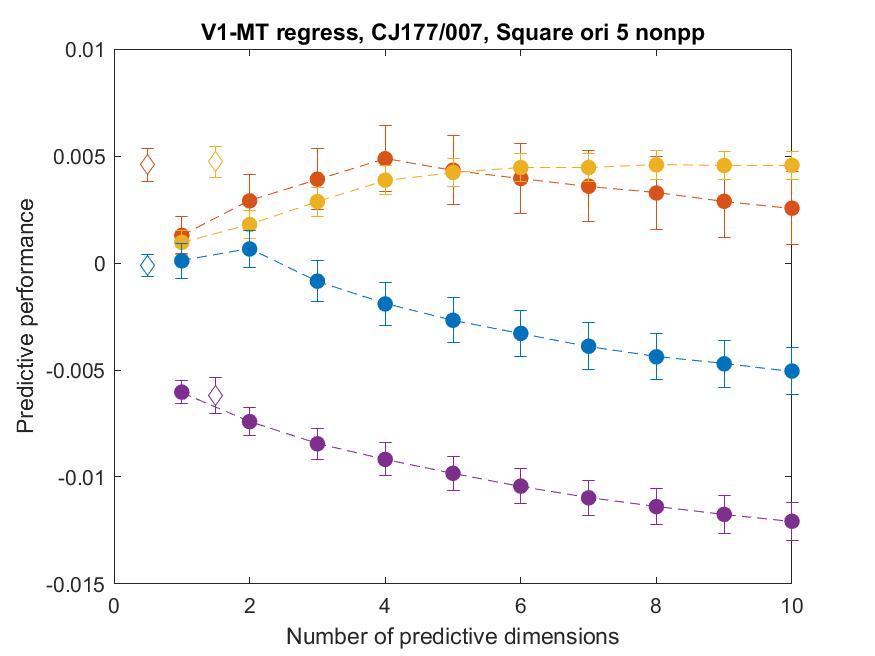 V1-MT regress, CJ177/007, Square ori 5 nonpp
0.01
0.005
0
-0.005
-0.01
-0.015
Predictive performance
0 2 4 6 8 10
Number of predictive dimensions